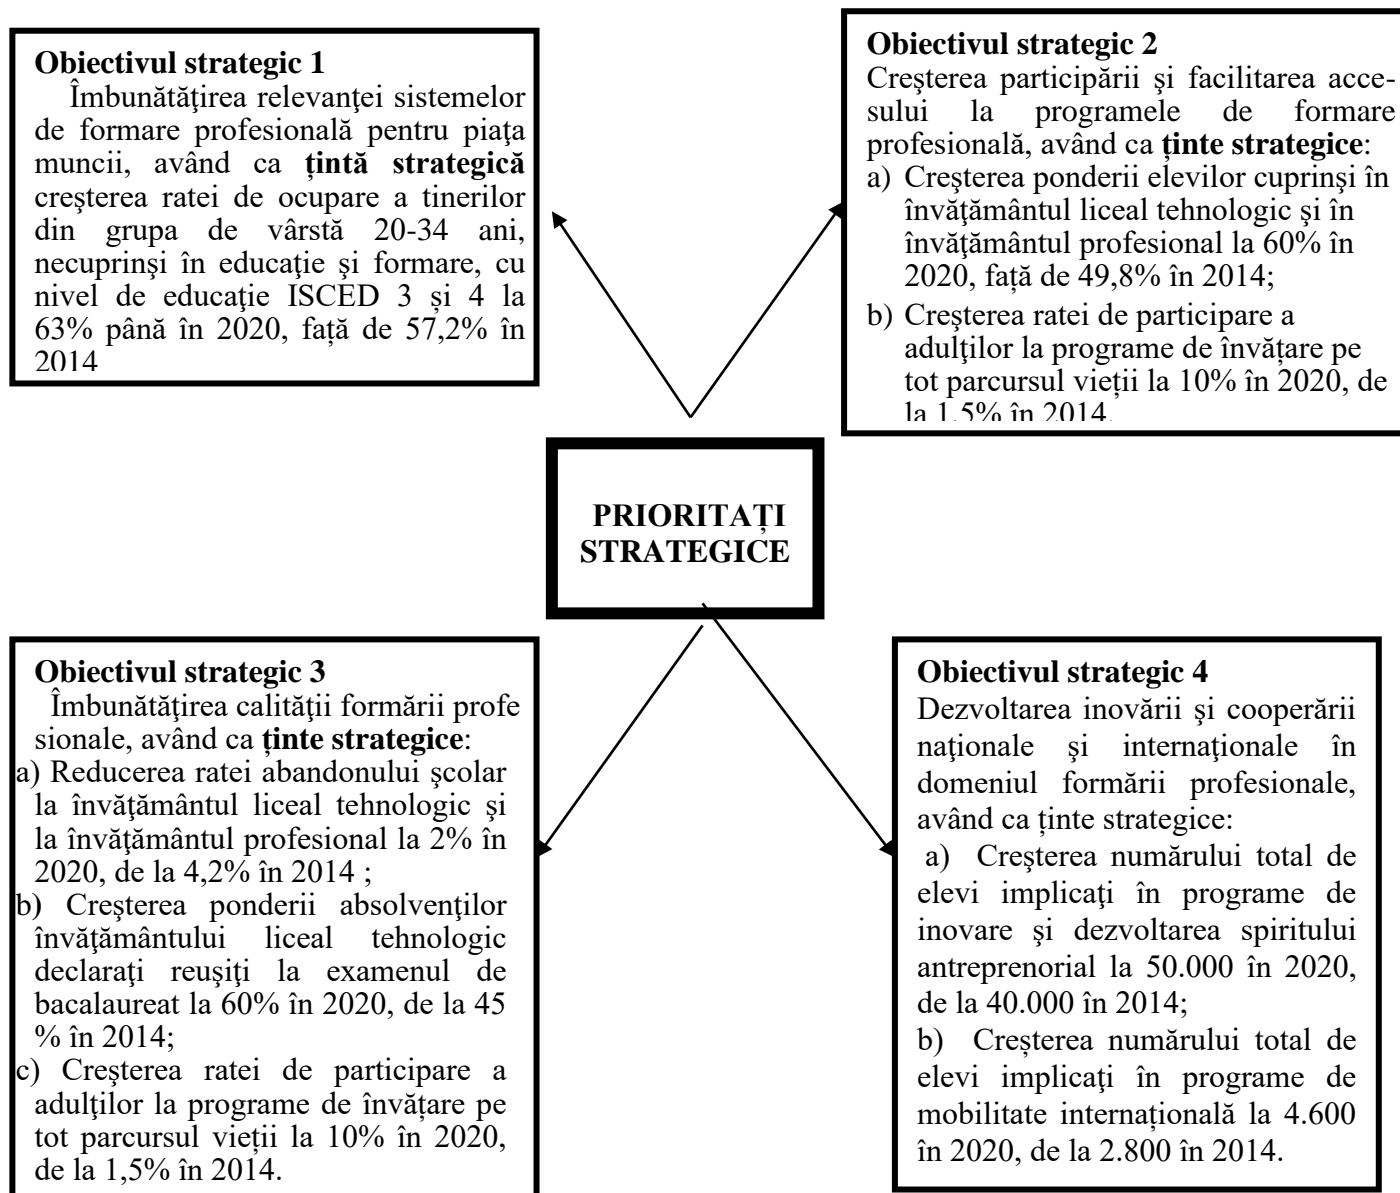 Obiectivul strategic 1
Îmbunătăţirea relevanţei sistemelor
de formare profesională pentru piaţa
muncii, având ca țintă strategică
creşterea ratei de ocupare a tinerilor
din grupa de vârstă 20-34 ani,
necuprinşi în educaţie şi formare, cu
nivel de educaţie ISCED 3 și 4 la
63% până în 2020, faţă de 57,2% în
2014
Obiectivul strategic 2
Creşterea participării şi facilitarea acce-
sului la programele de formare
profesională, având ca ținte strategice:
a) Creşterea ponderii elevilor cuprinşi în
învăţământul liceal tehnologic şi în
învăţământul profesional la 60% în
2020, faţă de 49,8% în 2014;
b) Creşterea ratei de participare a
adulţilor la programe de învățare pe
tot parcursul vieții la 10% în 2020, de
la 1,5% în 2014.
PRIORITAȚI
STRATEGICE
Obiectivul strategic 3
Îmbunătăţirea calităţii formării profe
sionale, având ca ținte strategice:
a) Reducerea ratei abandonului şcolar
la învăţământul liceal tehnologic şi
la învăţământul profesional la 2% în
2020, de la 4,2% în 2014 ;
b) Creşterea ponderii absolvenţilor
învăţământului liceal tehnologic
declaraţi reuşiţi la examenul de
bacalaureat la 60% în 2020, de la 45
% în 2014;
c) Creşterea ratei de participare a
adulţilor la programe de învățare pe
tot parcursul vieții la 10% în 2020,
de la 1,5% în 2014.
Obiectivul strategic 4
Dezvoltarea inovării şi cooperării
naţionale şi internaţionale în
domeniul formării profesionale,
având ca ținte strategice:
a) Creşterea numărului total de
elevi implicaţi în programe de
inovare şi dezvoltarea spiritului
antreprenorial la 50.000 în 2020,
de la 40.000 în 2014;
b) Creșterea numărului total de
elevi implicaţi în programe de
mobilitate internațională la 4.600
în 2020, de la 2.800 în 2014.